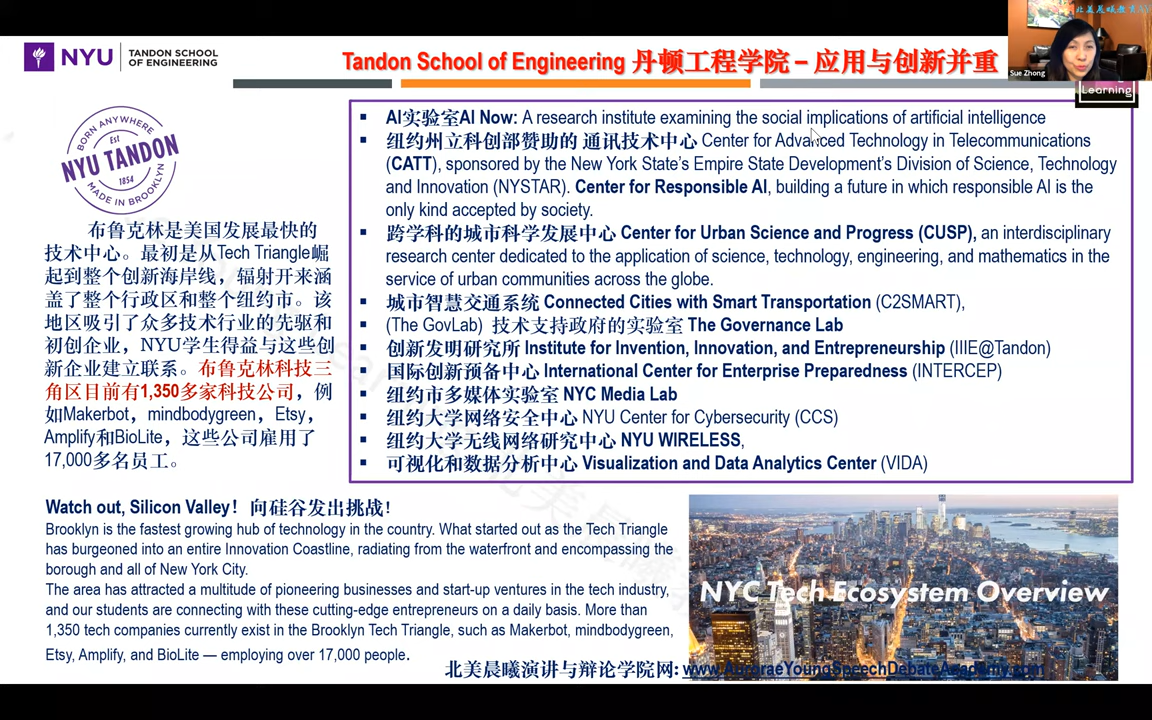 北美晨曦教育
NYU
TANDON SCHOOL
OF ENGINEERING
Tandon School of Engineering 丹顿工程学院 – 应用与创新并重
Sue Zhong
Learning
BORN ANYWHERE
Est
NYU TANDON
1854
MADE IN BROOKLYN
布鲁克林是美国发展最快的
技术中心。最初是从Tech Triangle崛
起到整个创新海岸线，辐射开来涵
盖了整个行政区和整个纽约市。该
地区吸引了众多技术行业的先驱和
初创企业，NYU学生得益与这些创
新企业建立联系。布鲁克林科技三
角区目前有1,350多家科技公司，例
如Makerbot，mindbodygreen，Etsy，
Amplify和BioLite，这些公司雇用了
17,000多名员工。
▪ AI实验室AI Now: A research institute examining the social implications of artificial intelligence
▪ 纽约州立科创部赞助的 通讯技术中心 Center for Advanced Technology in Telecommunications
(CATT), sponsored by the New York State’s Empire State Development’s Division of Science, Technology
and Innovation (NYSTAR). Center for Responsible AI, building a future in which responsible AI is the
only kind accepted by society.
▪ 跨学科的城市科学发展中心 Center for Urban Science and Progress (CUSP), an interdisciplinary
research center dedicated to the application of science, technology, engineering, and mathematics in the
service of urban communities across the globe.
▪ 城市智慧交通系统 Connected Cities with Smart Transportation (C2SMART),
▪ (The GovLab) 技术支持政府的实验室 The Governance Lab
▪ 创新发明研究所 Institute for Invention, Innovation, and Entrepreneurship (IIIE@Tandon)
▪ 国际创新预备中心 International Center for Enterprise Preparedness (INTERCEP)
▪ 纽约市多媒体实验室 NYC Media Lab
▪ 纽约大学网络安全中心 NYU Center for Cybersecurity (CCS)
▪ 纽约大学无线网络研究中心 NYU WIRELESS,
▪ 可视化和数据分析中心 Visualization and Data Analytics Center (VIDA)
Watch out, Silicon Valley！向硅谷发出挑战!
Brooklyn is the fastest growing hub of technology in the country. What started out as the Tech Triangle
has burgeoned into an entire Innovation Coastline, radiating from the waterfront and encompassing the
borough and all of New York City.
The area has attracted a multitude of pioneering businesses and start-up ventures in the tech industry,
and our students are connecting with these cutting-edge entrepreneurs on a daily basis. More than
1,350 tech companies currently exist in the Brooklyn Tech Triangle, such as Makerbot, mindbodygreen,
Etsy, Amplify, and BioLite — employing over 17,000 people.
NYC Tech Ecosystem Overview
北美晨曦演讲与辩论学院网: www.AuroraeYoungSpeechDebateAcademy.com